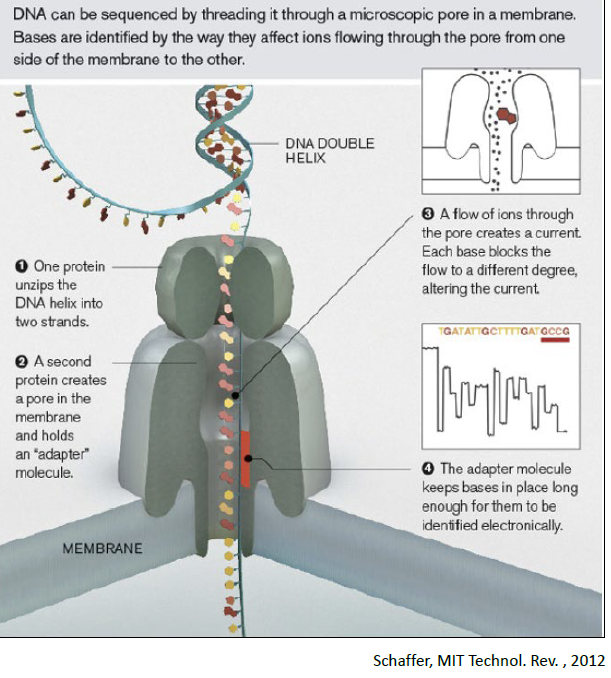 DNA can be sequenced by threading it through a microscopic pore in a membrane.
Bases are identified by the way they affect ions flowing through the pore from one
side of the membrane to the other.
DNA DOUBLE
HELIX
❶ One protein
unzips the
DNA helix into
two strands.
❷ A second
protein creates
a pore in the
membrane
and holds
an "adapter"
molecule.
MEMBRANE
❸ A flow of ions through
the pore creates a current.
Each base blocks the
flow to a different degree,
altering the current.
TGATATTGCTTTTGATGCCG
❹ The adapter molecule
keeps bases in place long
enough for them to be
identified electronically.
Schaffer, MIT Technol. Rev. , 2012